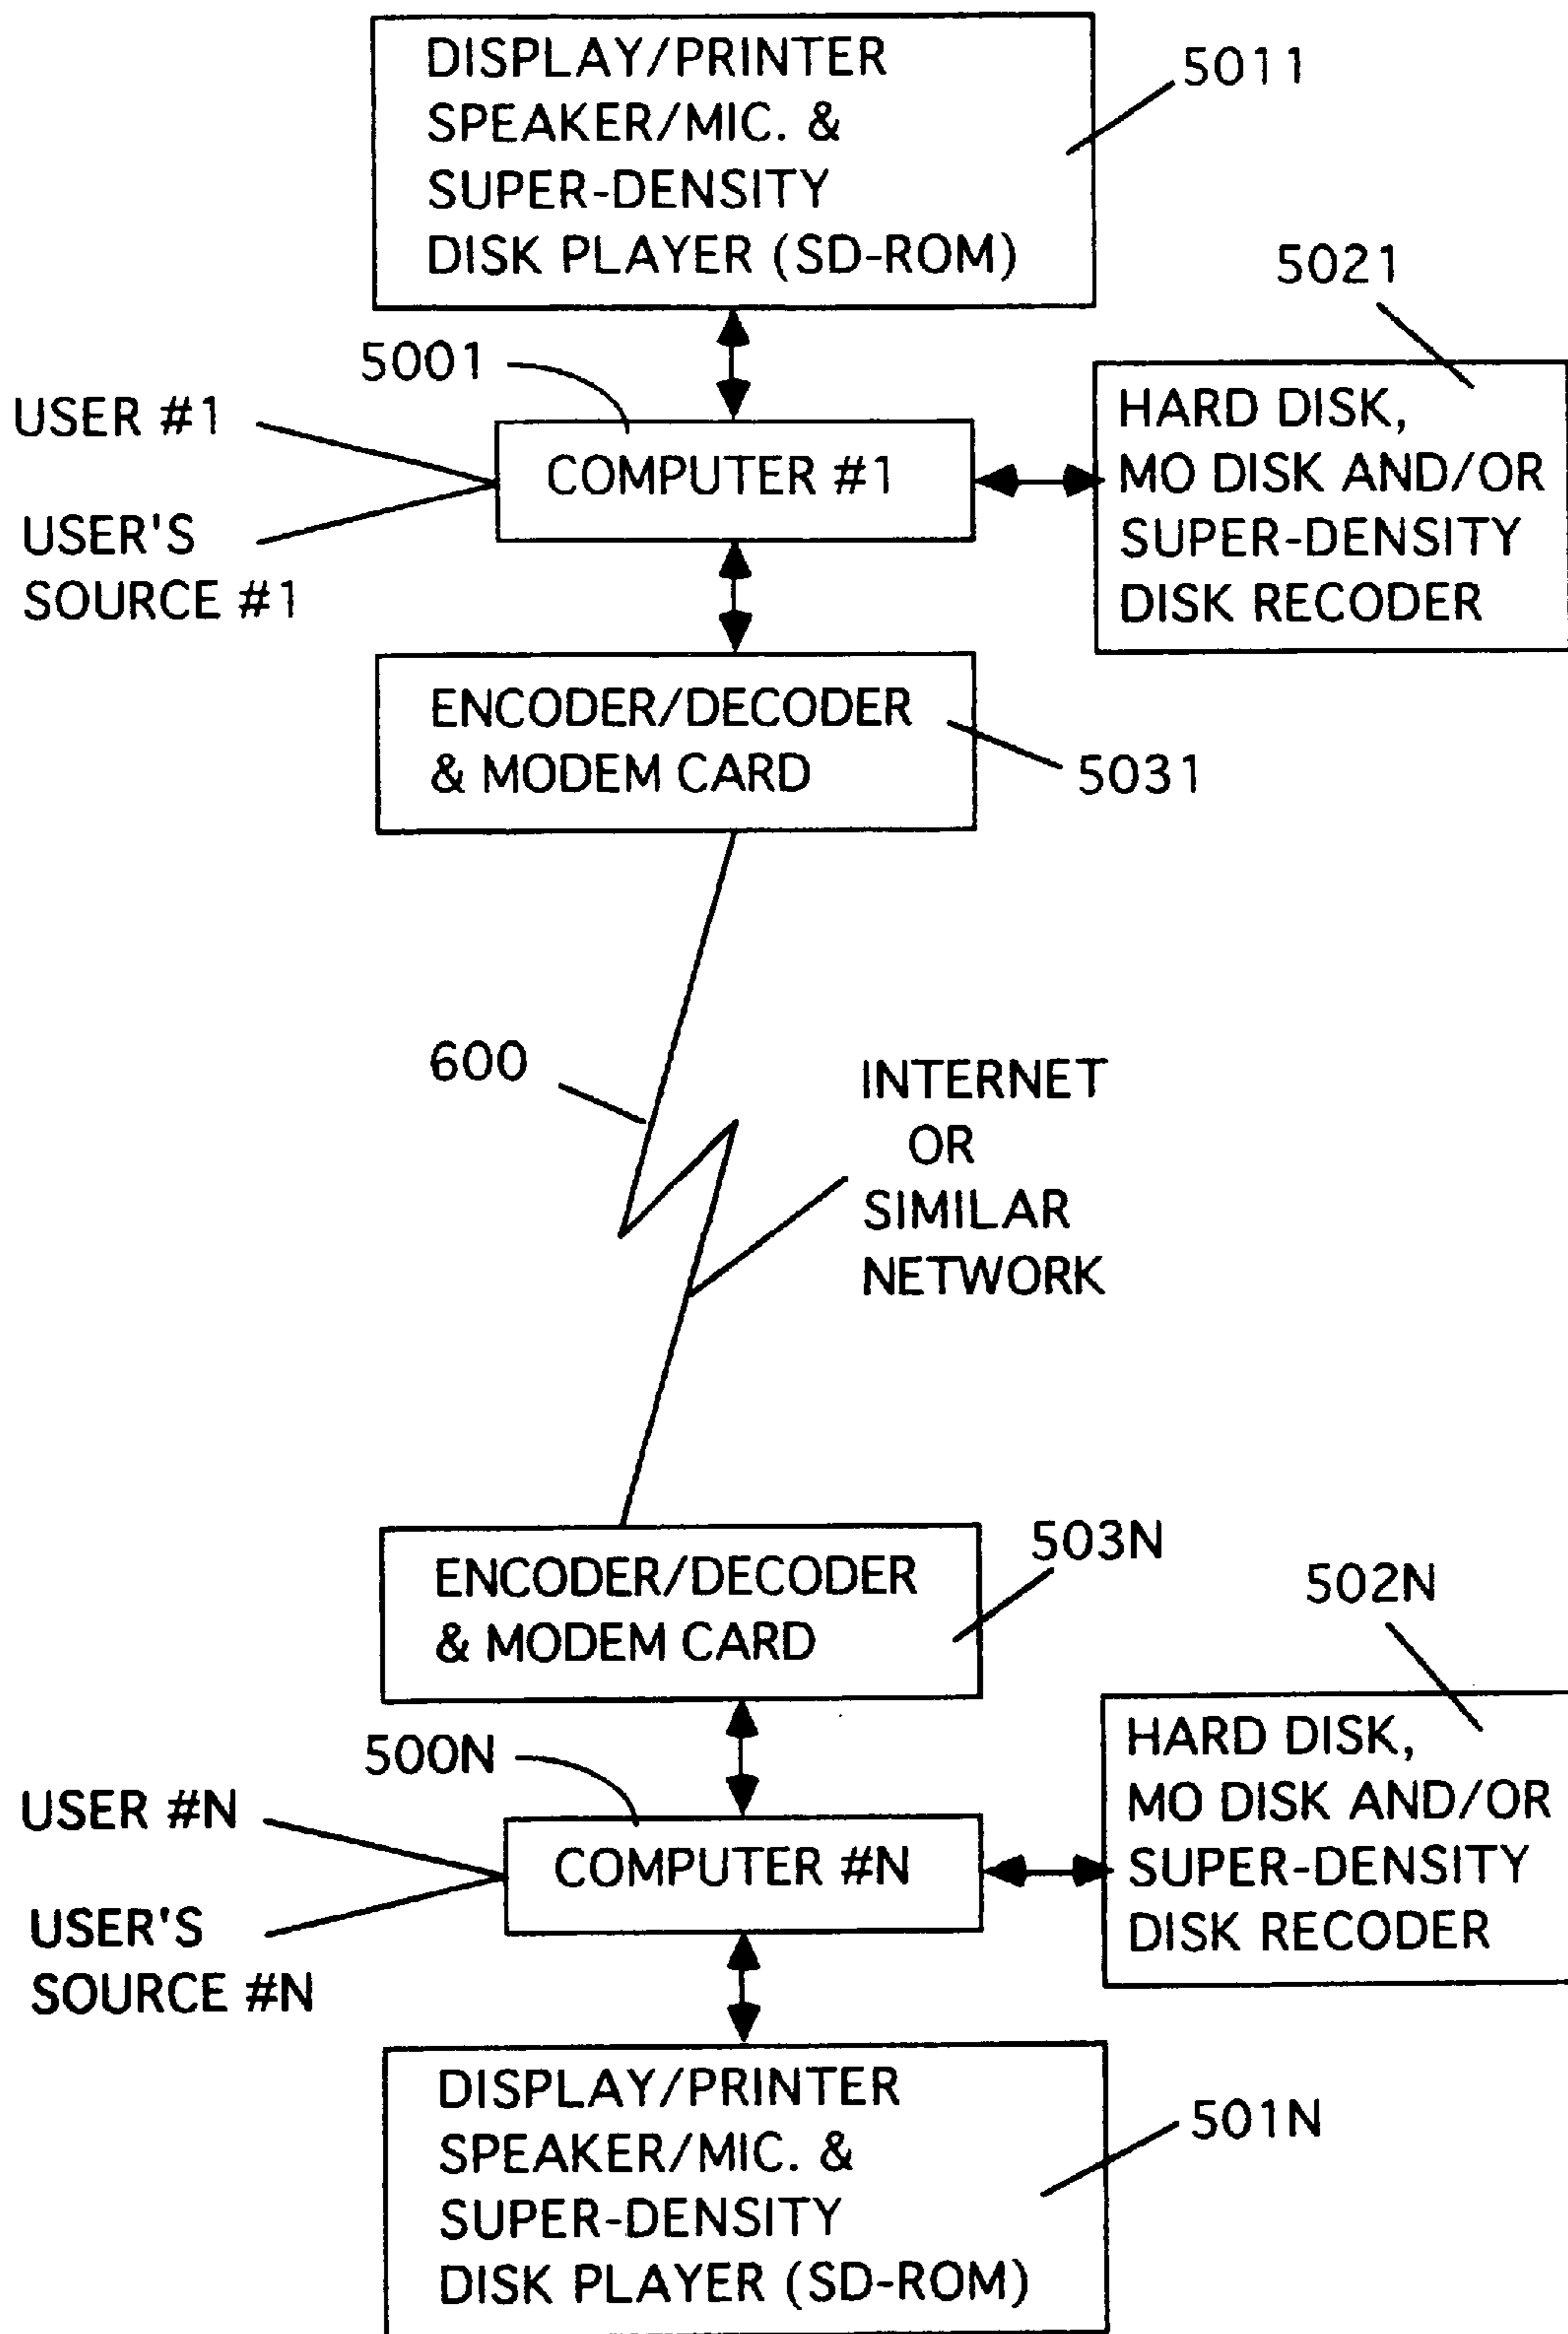 DISPLAY/PRINTER
SPEAKER/MIC. &
SUPER-DENSITY
DISK PLAYER (SD-ROM)
5011
5021
5001
USER #1
COMPUTER #1
HARD DISK,
MO DISK AND/OR
SUPER-DENSITY
DISK RECODER
USER'S
SOURCE #1
ENCODER/DECODER
& MODEM CARD
5031
600
INTERNET
OR
SIMILAR
NETWORK
ENCODER/DECODER
& MODEM CARD
503N
502N
500N
USER #N
COMPUTER #N
HARD DISK,
MO DISK AND/OR
SUPER-DENSITY
DISK RECODER
USER'S
SOURCE #N
DISPLAY/PRINTER
SPEAKER/MIC. &
SUPER-DENSITY
DISK PLAYER (SD-ROM)
501N